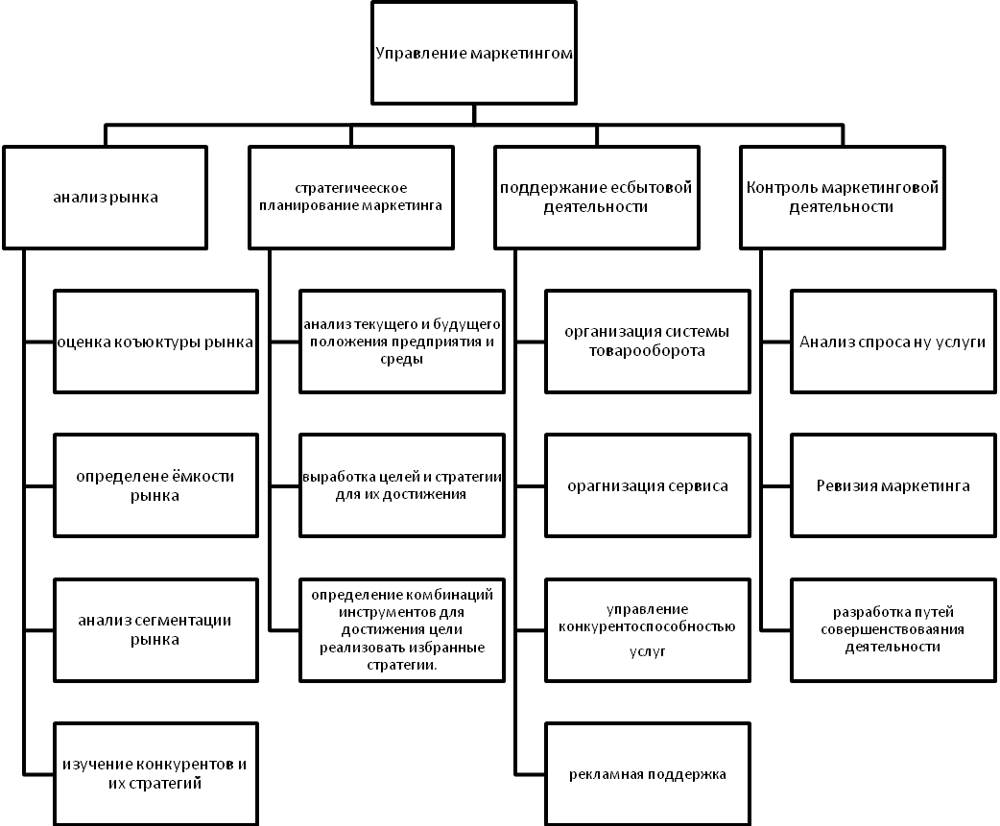 Управление маркетингом
анализ рынка
стратегичееское
планирование маркетинга
поддержание есбытовой
деятельности
Контроль маркетинговой
деятельности
оценка коъюктуры рынка
определене ёмкости
рынка
анализ сегментации
рынка
изучение конкурентов и
их стратегий
анализ текущего и будущего
положения предприятия и
среды
выработка целей и стратегии
для их достижения
определение комбинаций
инструментов для
достижения цели
реализовать избранные
стратегии.
организация системы
товарооборота
орагнизация сервиса
управление
конкурентоспособностью
услуг
рекламная поддержка
Анализ спроса ну услуги
Ревизия маркетинга
разработка путей
совершенствоваяния
деятельности